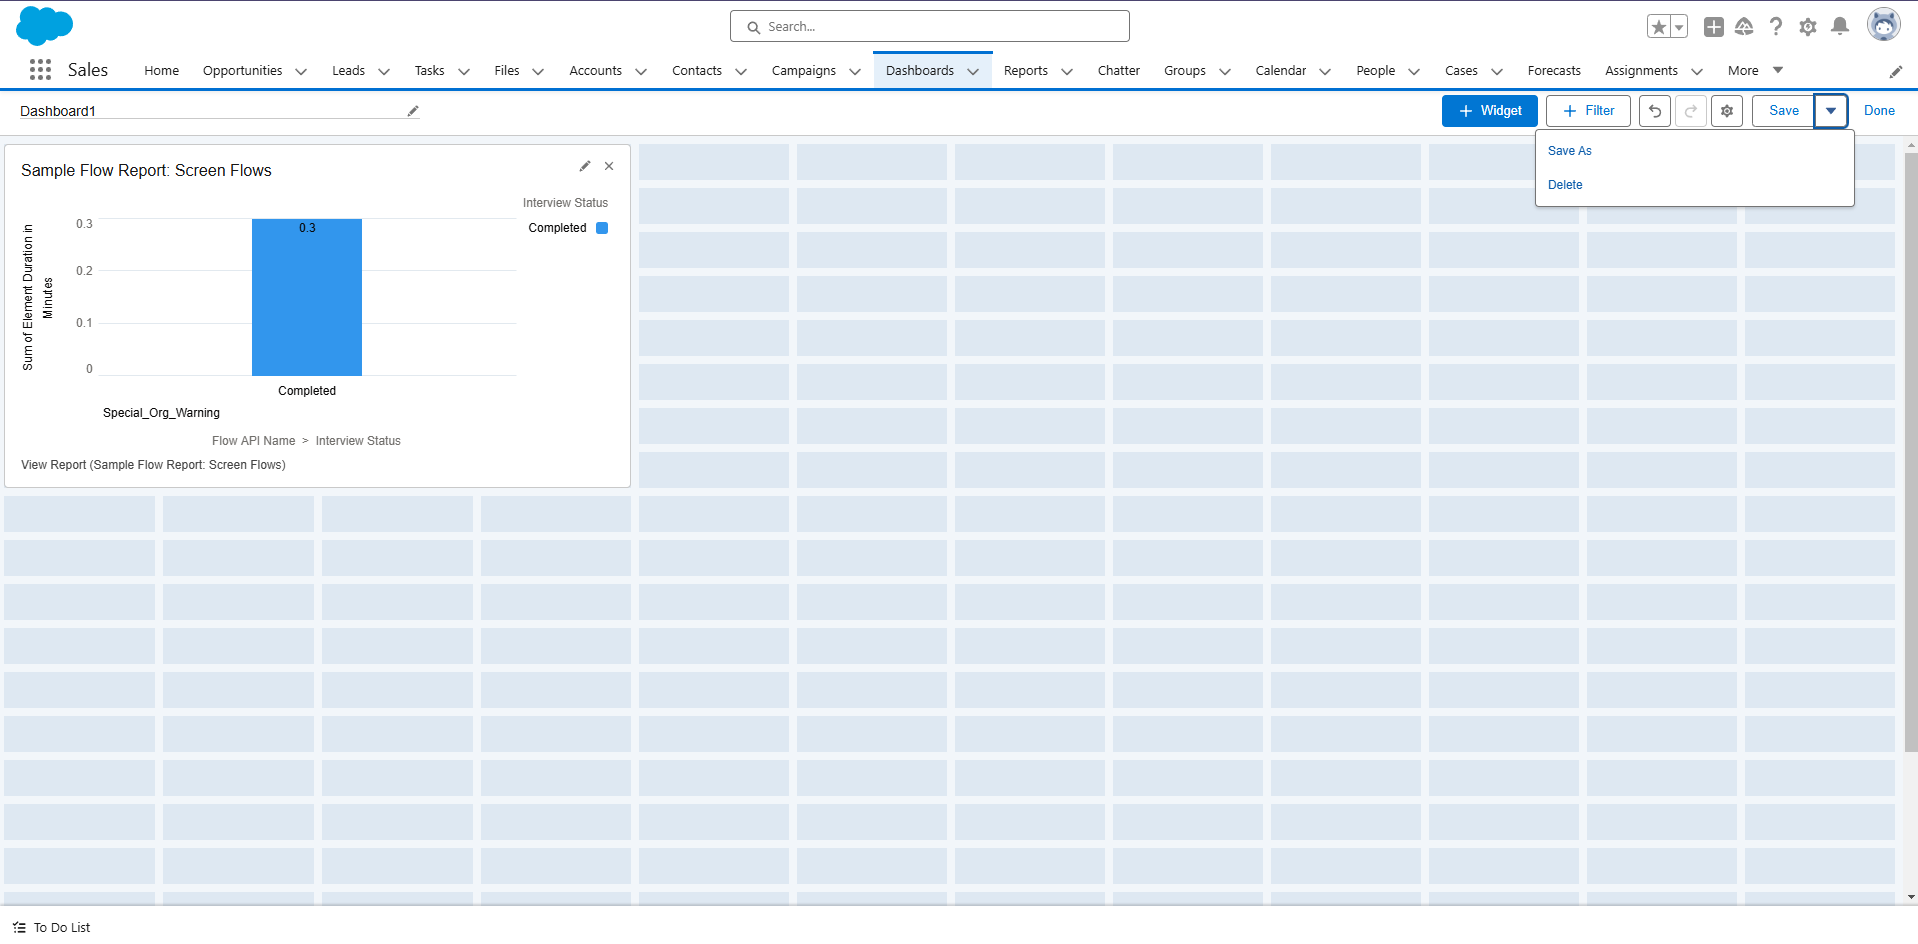 Search...
Sales
Home
Opportunities
Leads
Tasks
Files
Accounts
Contacts
Campaigns
Dashboards
Reports
Chatter
Groups
Calendar
People
Cases
Forecasts
Assignments
More
Dashboard1
Widget
Filter
Save
Done
Save As
Delete
Sample Flow Report: Screen Flows
Interview Status
Completed
Sum of Element Duration in
Minutes
0.3
0.2
0.1
0
0.3
Completed
Special_Org_Warning
Flow API Name > Interview Status
View Report (Sample Flow Report: Screen Flows)
To Do List